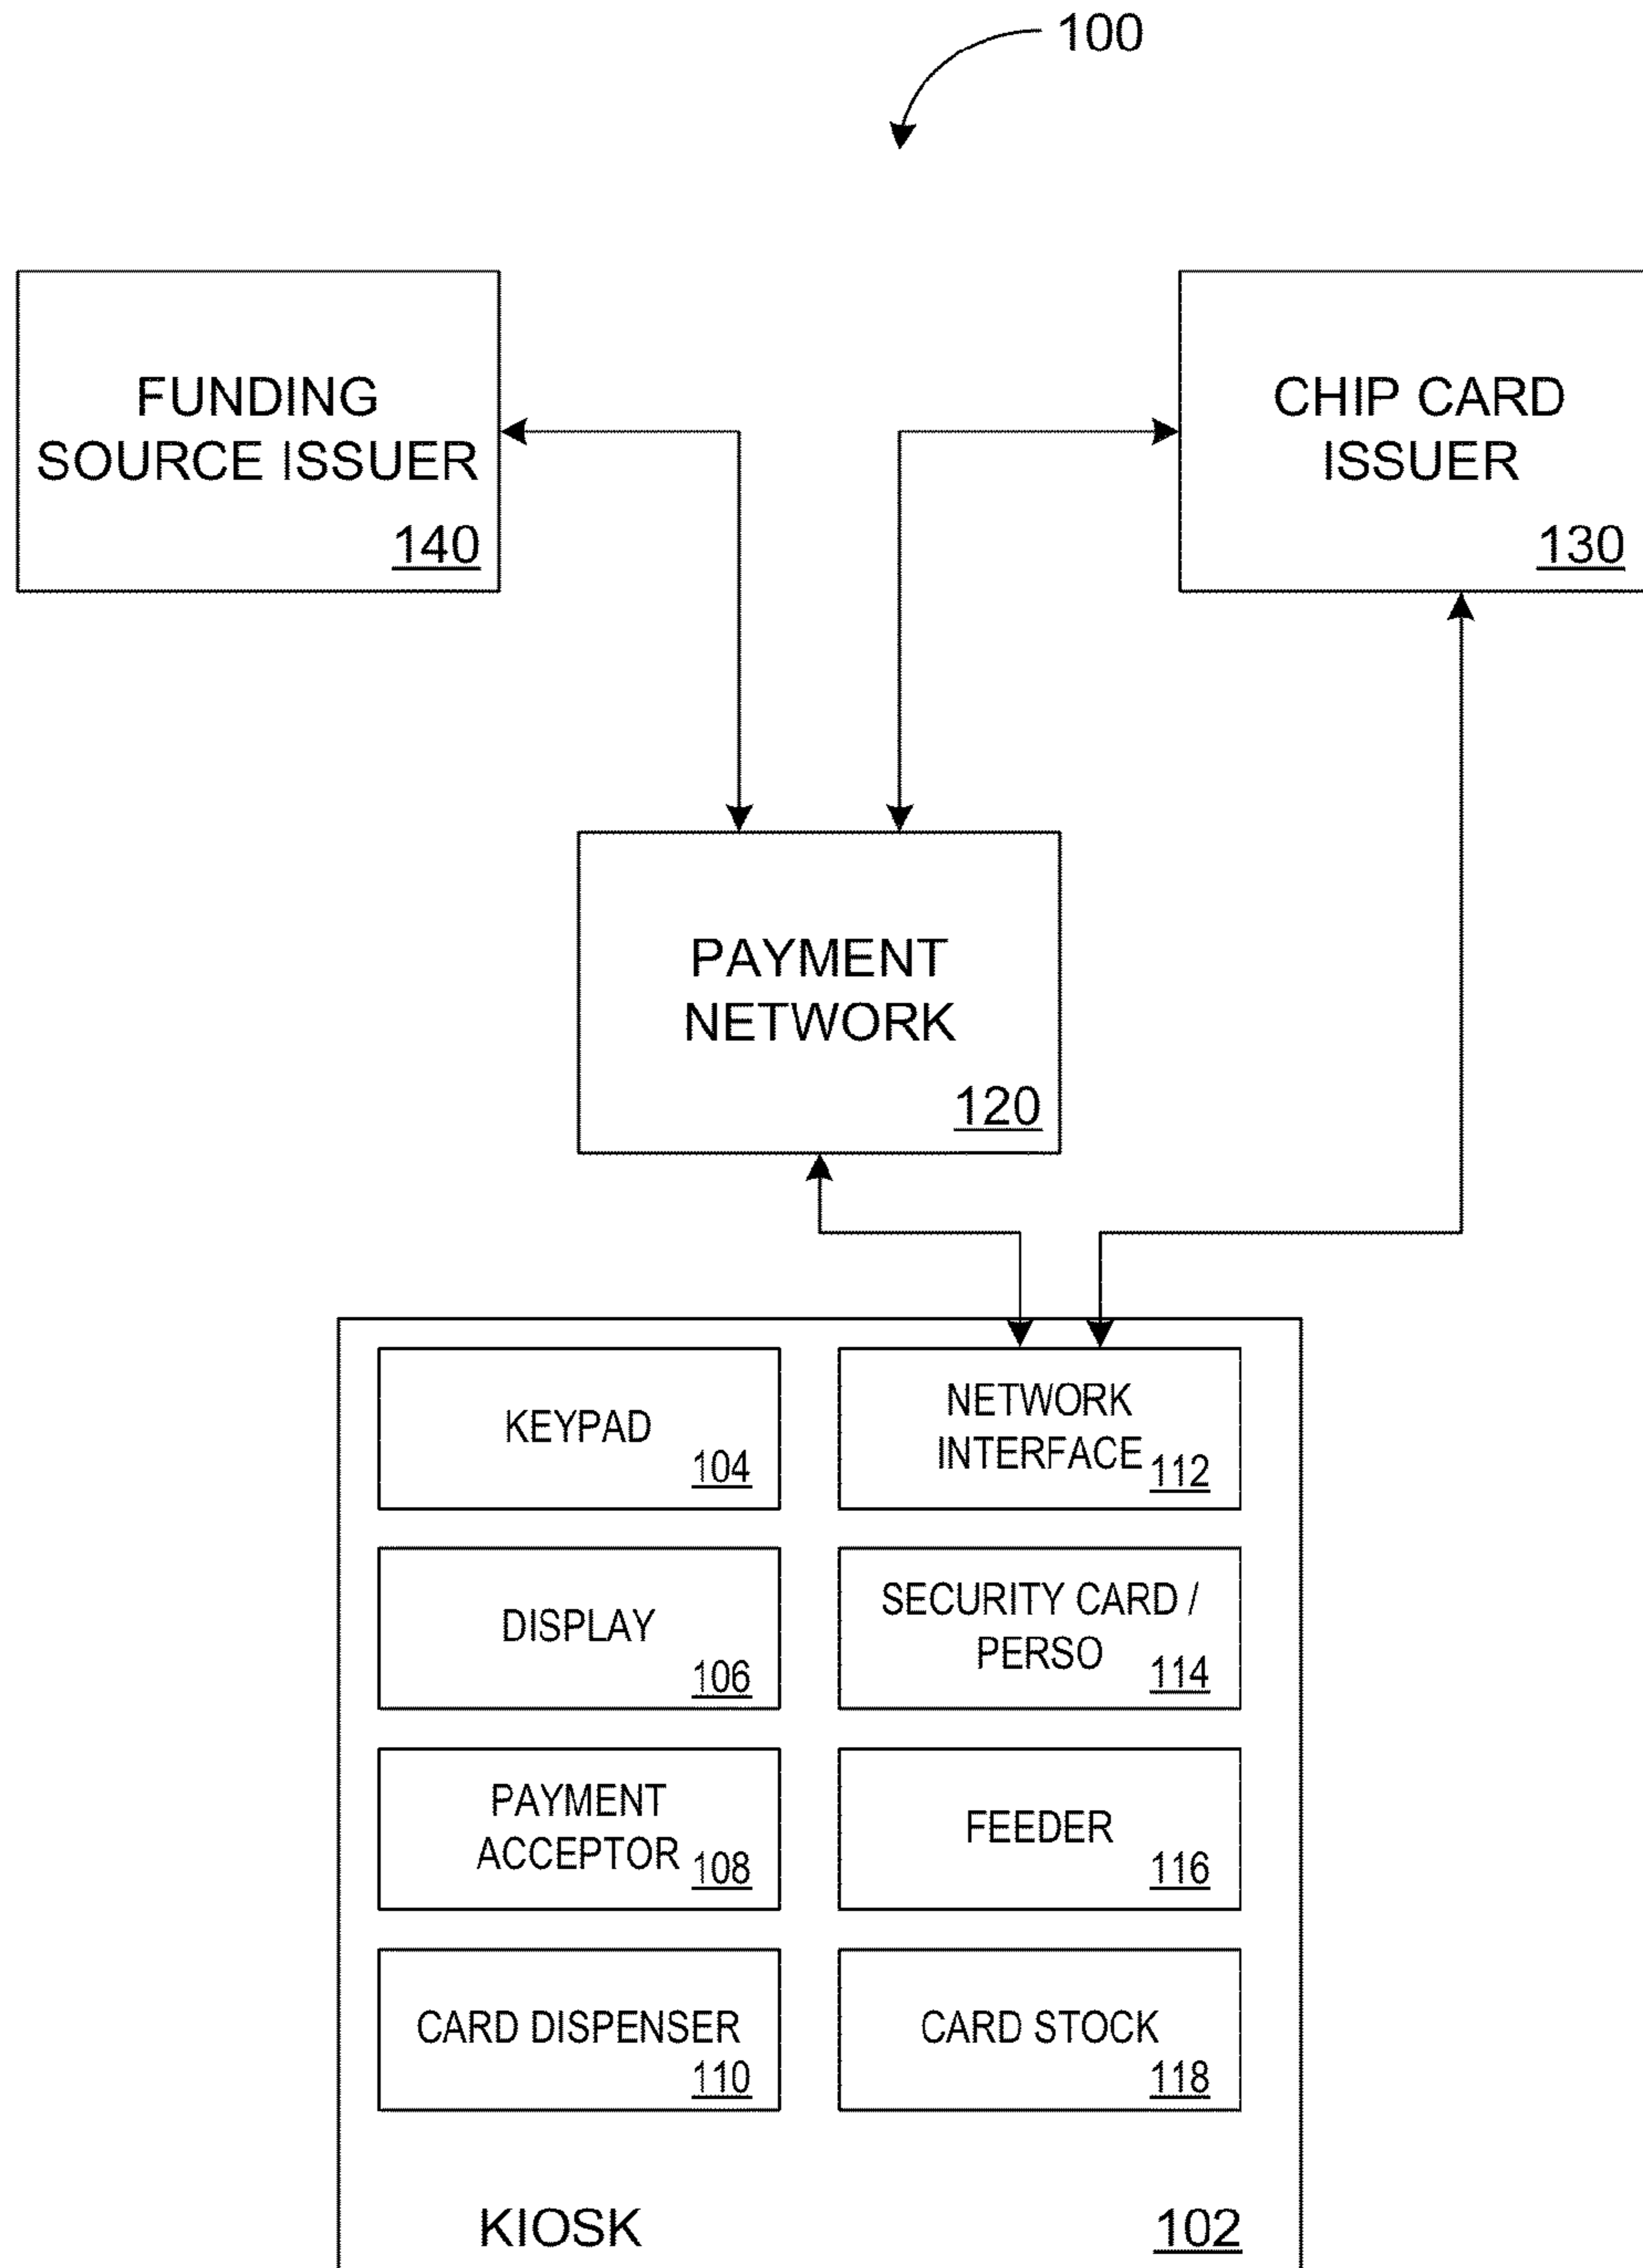 100
FUNDING
SOURCE ISSUER
140
CHIP CARD
ISSUER
130
PAYMENT
NETWORK
120
KEYPAD
104
NETWORK
INTERFACE
112
DISPLAY
106
SECURITY CARD /
PERSO
114
PAYMENT
ACCEPTOR
108
FEEDER
116
CARD DISPENSER
110
CARD STOCK
118
KIOSK
102